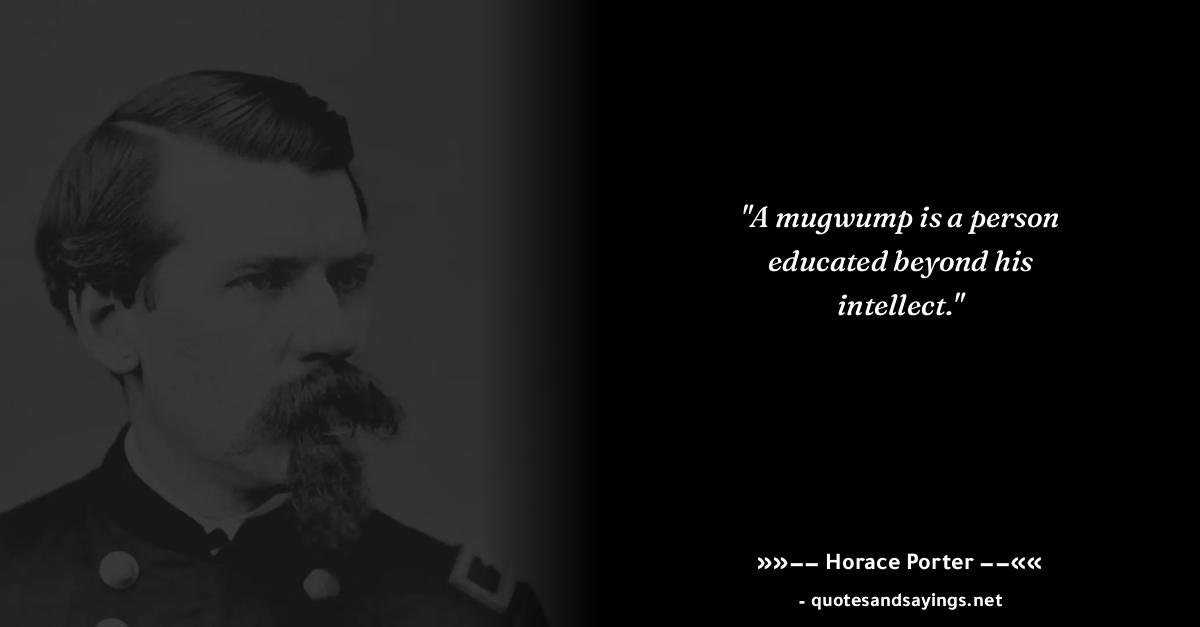 "A mugwump is a person
educated beyond his
intellect."
»»−− Horace Porter −−««
- quotesandsayings.net